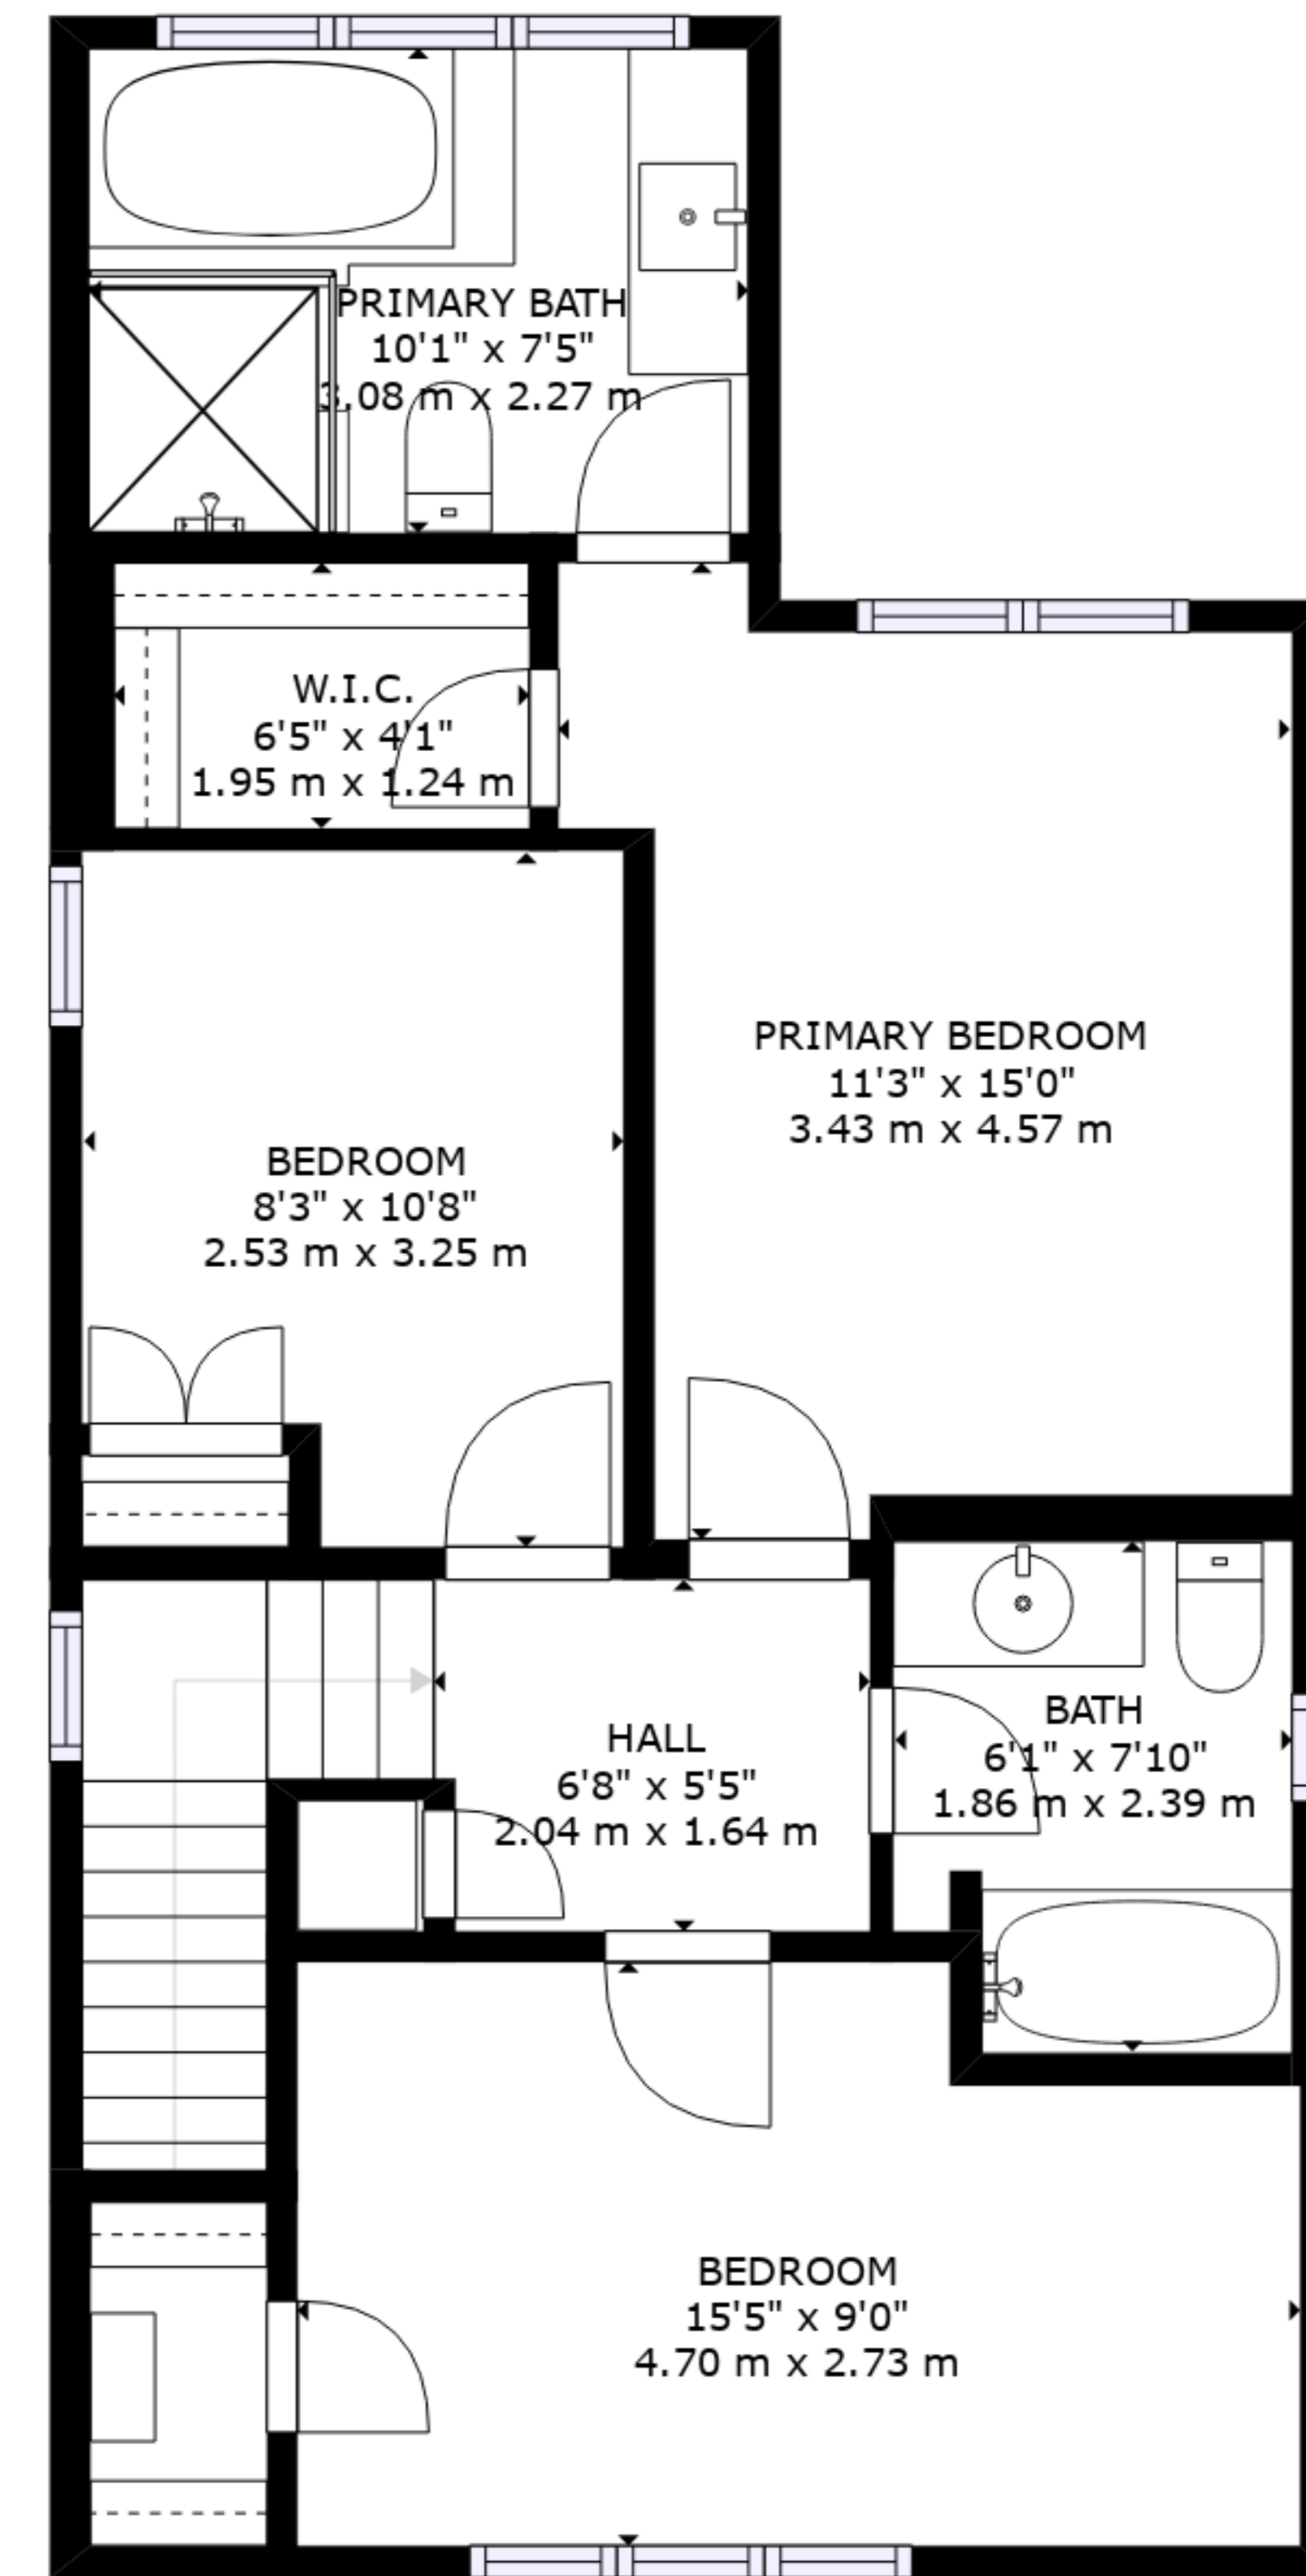 PRIMARY BATH
10'1" x 7'5"
3.08 m x 2.27 m
W.I.C.
6'5" x 4'1"
1.95 m x 1.24 m
PRIMARY BEDROOM
11'3" x 15'0"
3.43 m x 4.57 m
BEDROOM
8'3" x 10'8"
2.53 m x 3.25 m
HALL
6'8" x 5'5"
2.04 m x 1.64 m
BATH
6'1" x 7'10"
1.86 m x 2.39 m
BEDROOM
15'5" x 9'0"
4.70 m x 2.73 m